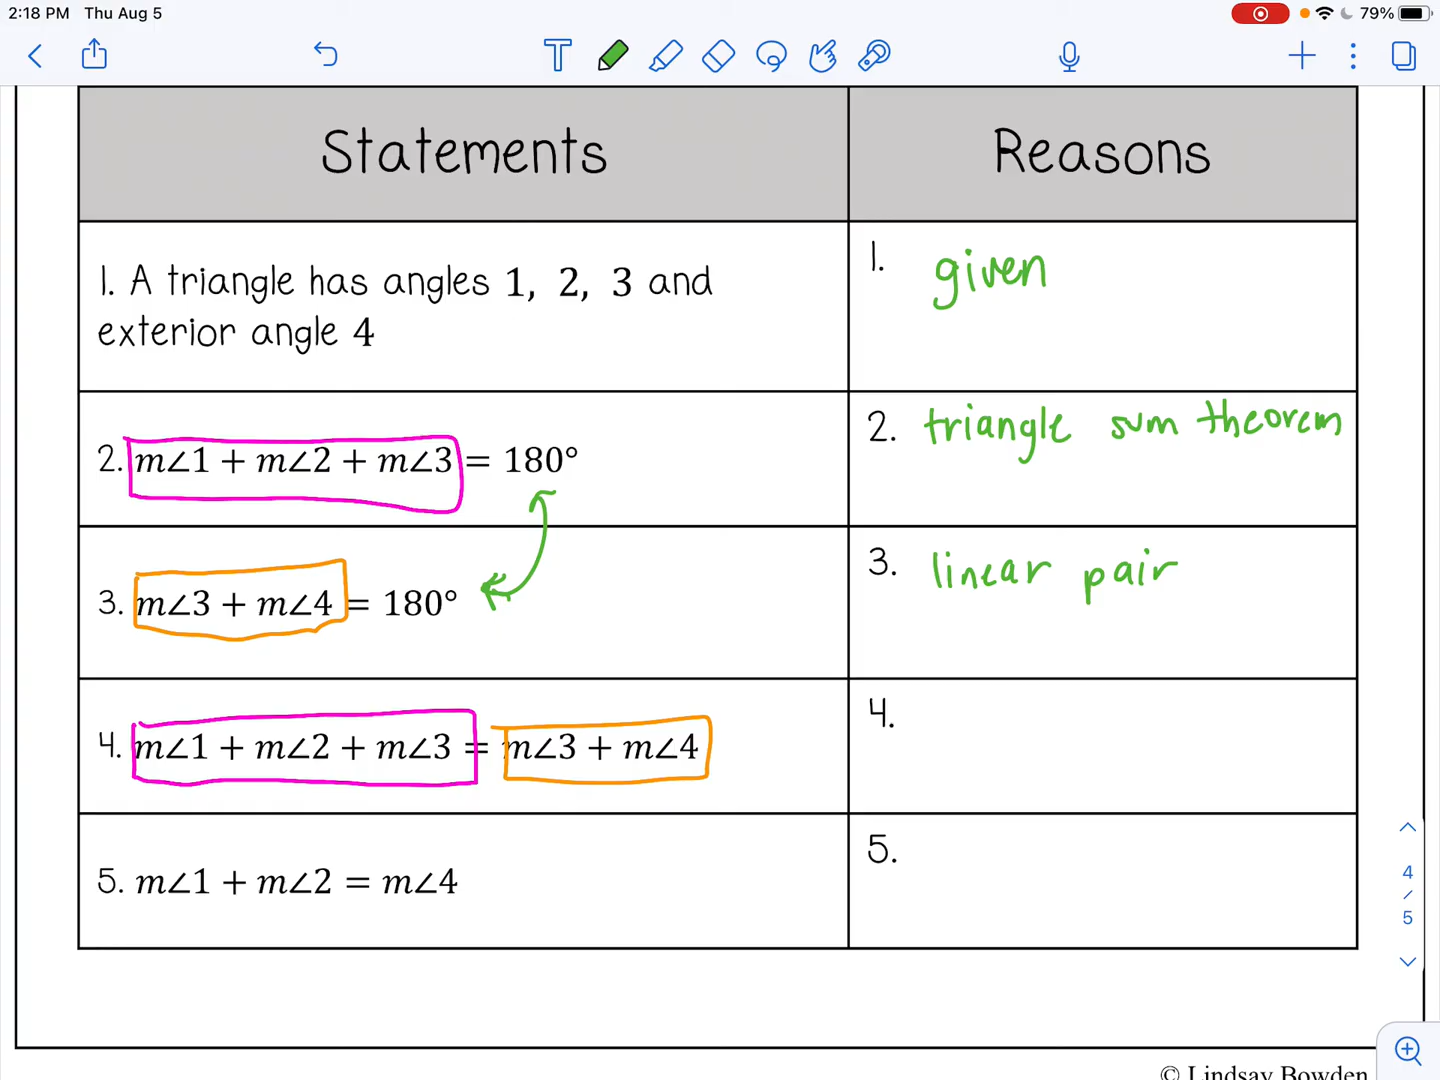 2:18 PM Thu Aug 5
79%
Statements
Reasons
1. A triangle has angles 1, 2, 3 and
exterior angle 4
1. given
2. m∠1 + m∠2 + m∠3 = 180°
2. triangle sum theorem
3. m∠3 + m∠4 = 180°
3. linear pair
4. m∠1 + m∠2 + m∠3 = m∠3 + m∠4
4.
5. m∠1 + m∠2 = m∠4
5.
4
/
5
© Lindsay Bowden